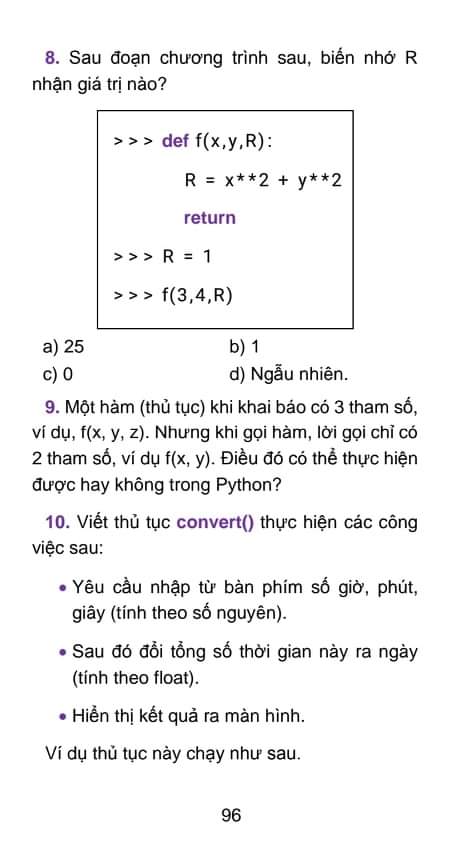 8. Sau đoạn chương trình sau, biến nhớ R
nhận giá trị nào?
> > > def f(x,y,R):
R = x**2 + y**2
return
> > > R = 1
> > > f(3,4,R)
a) 25 b) 1
c) 0 d) Ngẫu nhiên.
9. Một hàm (thủ tục) khi khai báo có 3 tham số,
ví dụ, f(x, y, z). Nhưng khi gọi hàm, lời gọi chỉ có
2 tham số, ví dụ f(x, y). Điều đó có thể thực hiện
được hay không trong Python?
10. Viết thủ tục convert() thực hiện các công
việc sau:
• Yêu cầu nhập từ bàn phím số giờ, phút,
giây (tính theo số nguyên).
• Sau đó đổi tổng số thời gian này ra ngày
(tính theo float).
• Hiển thị kết quả ra màn hình.
Ví dụ thủ tục này chạy như sau.
96